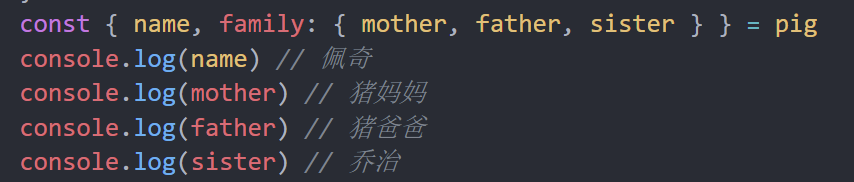 const { name, family: { mother, father, sister } } = pig
console.log(name) // 佩奇
console.log(mother) // 猪妈妈
console.log(father) // 猪爸爸
console.log(sister) // 乔治